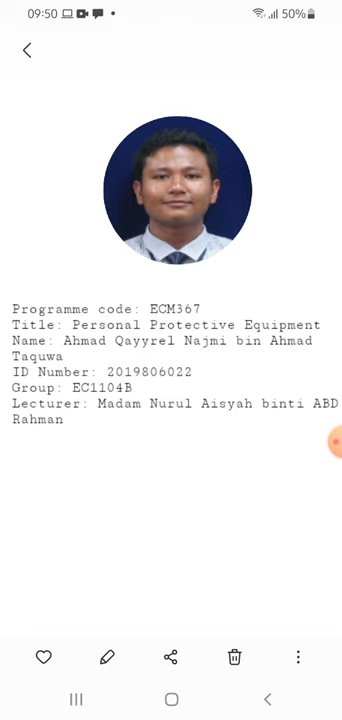 09:50
50%
Programme code: ECM367
Title: Personal Protective Equipment
Name: Ahmad Qayyrel Najmi bin Ahmad
Taquwa
ID Number: 2019806022
Group: EC1104B
Lecturer: Madam Nurul Aisyah binti ABD
Rahman